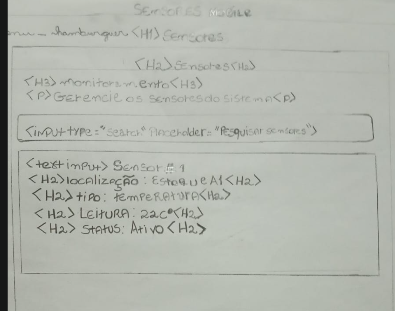 SENSORES MOBILE
menu - hamburguer <H1> Sensores
<H2> Sensores <H2>
<H3> monitoramento <H3>
<P> Gerencie os sensores do sistema <P>
<INPUT type="Search" Placeholder="Pesquisar sensores">
<text input> Sensor
<H2> localização: Estoque A1 <H2>
<H2> tipo: temperatura <H2>
<H2> Leitura: 22C° <H2>
<H2> Status: Ativo <H2>